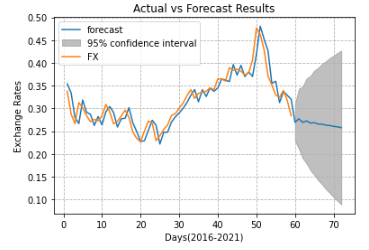 Actual vs Forecast Results
0.50
0.45
0.40
0.35
0.30
0.25
0.20
0.15
0.10
Exchange Rates
forecast
95% confidence interval
FX
0 10 20 30 40 50 60 70
Days(2016-2021)